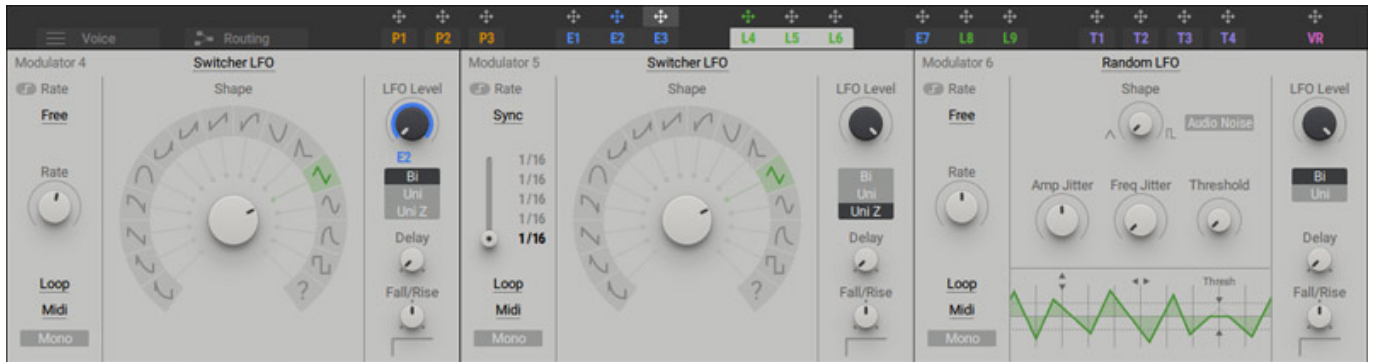 Voice Routing P1 P2 P3 E1 E2 E3 L4 L5 L6 E7 L8 L9 T1 T2 T3 T4 VR
Modulator 4 Switcher LFO Modulator 5 Switcher LFO Modulator 6 Random LFO
Rate Shape LFO Level Rate Shape LFO Level Rate Shape LFO Level
Free Sync Free
Audio Noise
E2
Bi 1/16 Bi
Rate Uni 1/16 Uni Rate Bi
Uni Z 1/16 Uni Z Amp Jitter Freq Jitter Threshold Uni
1/16
Delay 1/16 Delay Delay
?
?
Loop Fall/Rise Loop Fall/Rise Loop Thresh Fall/Rise
Midi Midi Midi
Mono Mono Mono